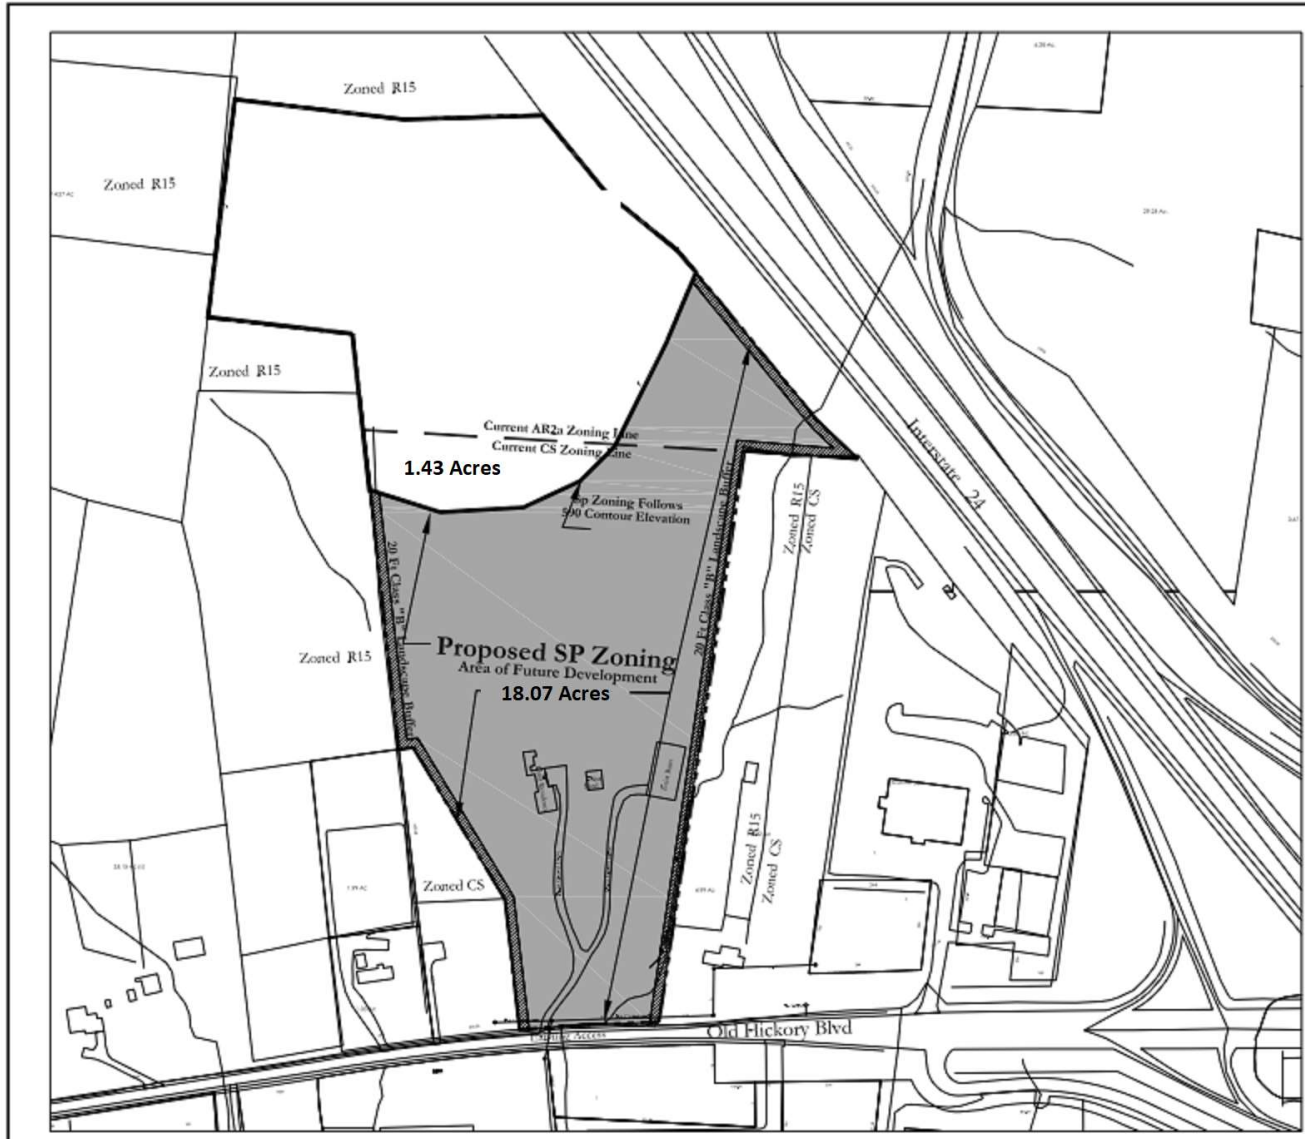 Zoned R15
Zoned R15
Zoned R15
Current AR2a Zoning Line
Current CS Zoning Line
1.43 Acres
Sp Zoning Follows
590 Contour Elevation
Interstate 24
20 Ft Class "B" Landscape Buffer
20 Ft Class "B" Landscape Buffer
Zoned R15
Zoned CS
Proposed SP Zoning
Area of Future Development
18.07 Acres
Zoned R15
Zoned R15
Zoned CS
Zoned CS
Old Hickory Blvd
Existing Access